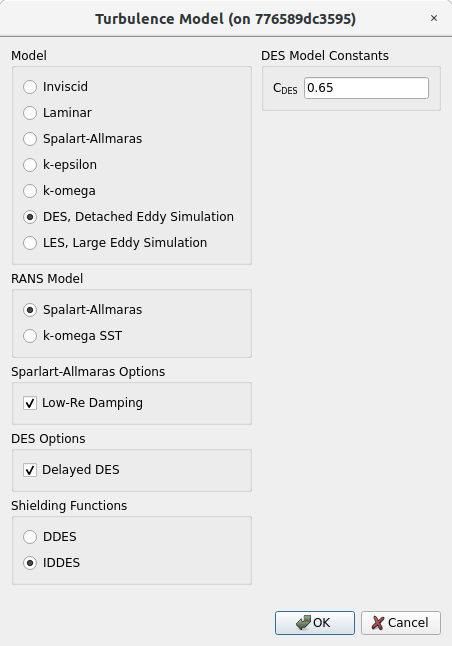 Turbulence Model (on 776589dc3595)
×
Model
Inviscid
Laminar
Spalart-Allmaras
k-epsilon
k-omega
DES, Detached Eddy Simulation
LES, Large Eddy Simulation
RANS Model
Spalart-Allmaras
k-omega SST
Sparlart-Allmaras Options
Low-Re Damping
DES Options
Delayed DES
Shielding Functions
DDES
IDDES
DES Model Constants
CDES 0.65
OK Cancel